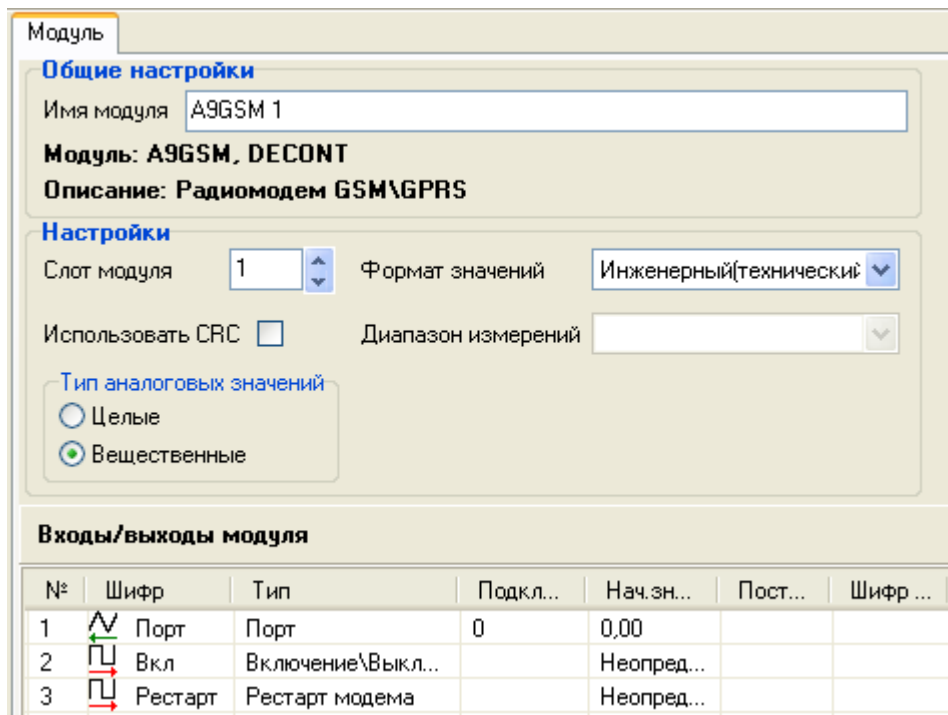 Модуль
Общие настройки
Имя модуля A9GSM 1
Модуль: A9GSM, DECONT
Описание: Радиомодем GSM\GPRS
Настройки
Слот модуля 1 Формат значений Инженерный(технический
Использовать CRC Диапазон измерений
Тип аналоговых значений
Целые
Вещественные
Входы/выходы модуля
№ Шифр Тип Подкл... Нач.зн... Пост... Шифр ...
1 Порт Порт 0 0,00
2 Вкл Включение\Выкл... Неопред...
3 Рестарт Рестарт модема Неопред...